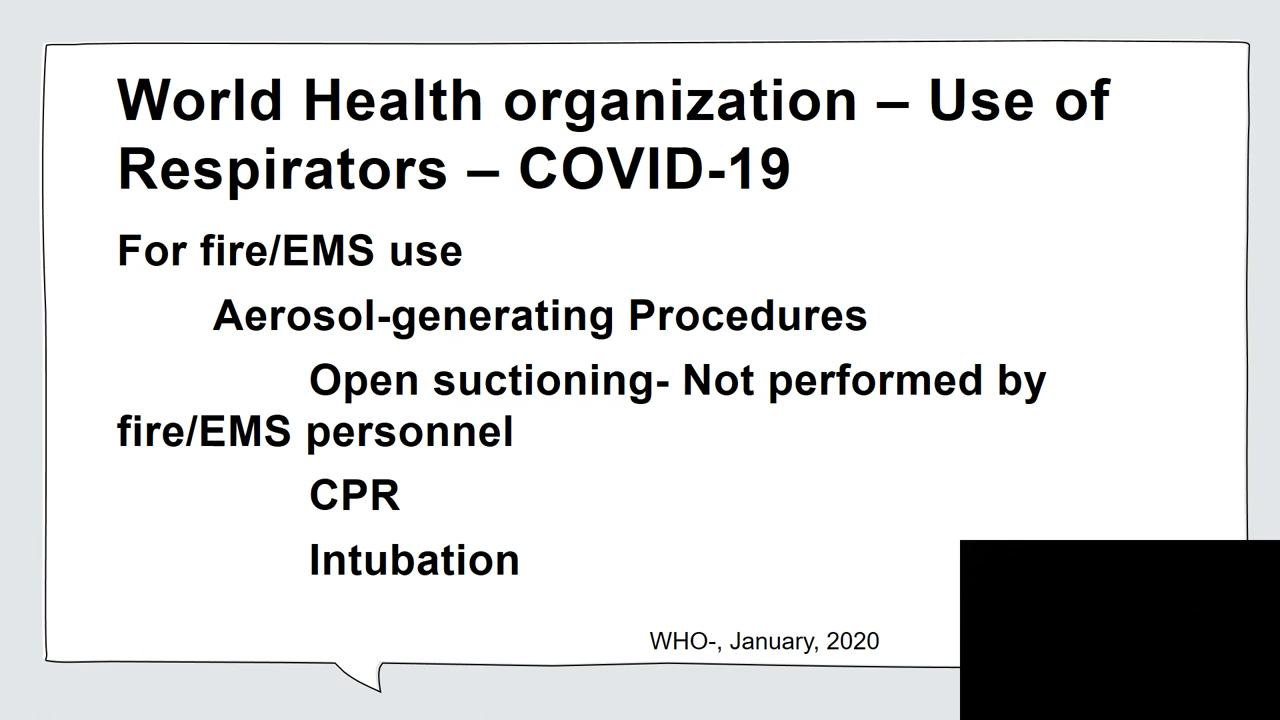 World Health organization – Use of
Respirators – COVID-19
For fire/EMS use
Aerosol-generating Procedures
Open suctioning- Not performed by
fire/EMS personnel
CPR
Intubation
WHO-, January, 2020